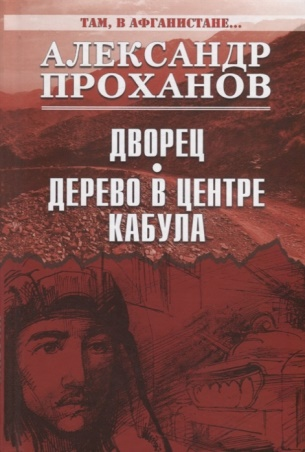 ТАМ, В АФГАНИСТАНЕ...
АЛЕКСАНДР
ПРОХАНОВ
ДВОРЕЦ
•
ДЕРЕВО В ЦЕНТРЕ
КАБУЛА